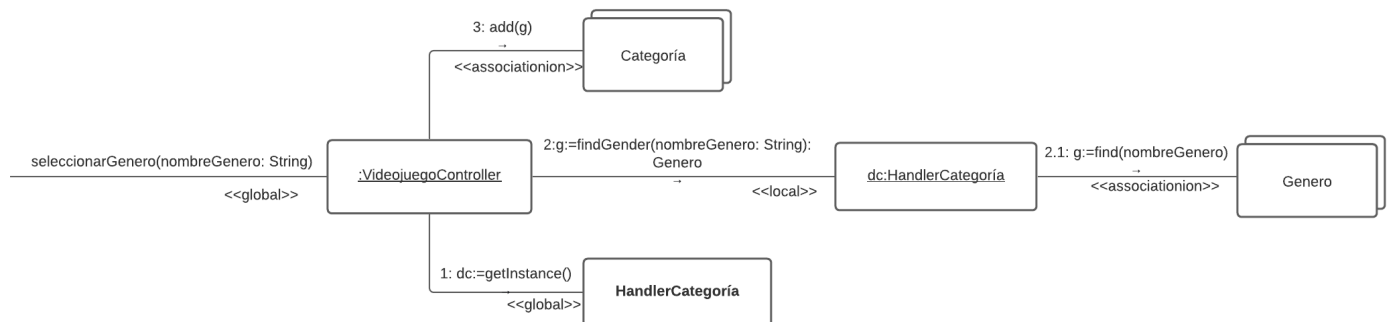 3: add(g)
→
<<associationion>>
Categoría
seleccionarGenero(nombreGenero: String)
<<global>>
:VideojuegoController
2:g:=findGender(nombreGenero: String):
Genero
→
<<local>>
dc:HandlerCategoría
2.1: g:=find(nombreGenero)
→
<<associationion>>
Genero
1: dc:=getInstance()
→
<<global>>
HandlerCategoría